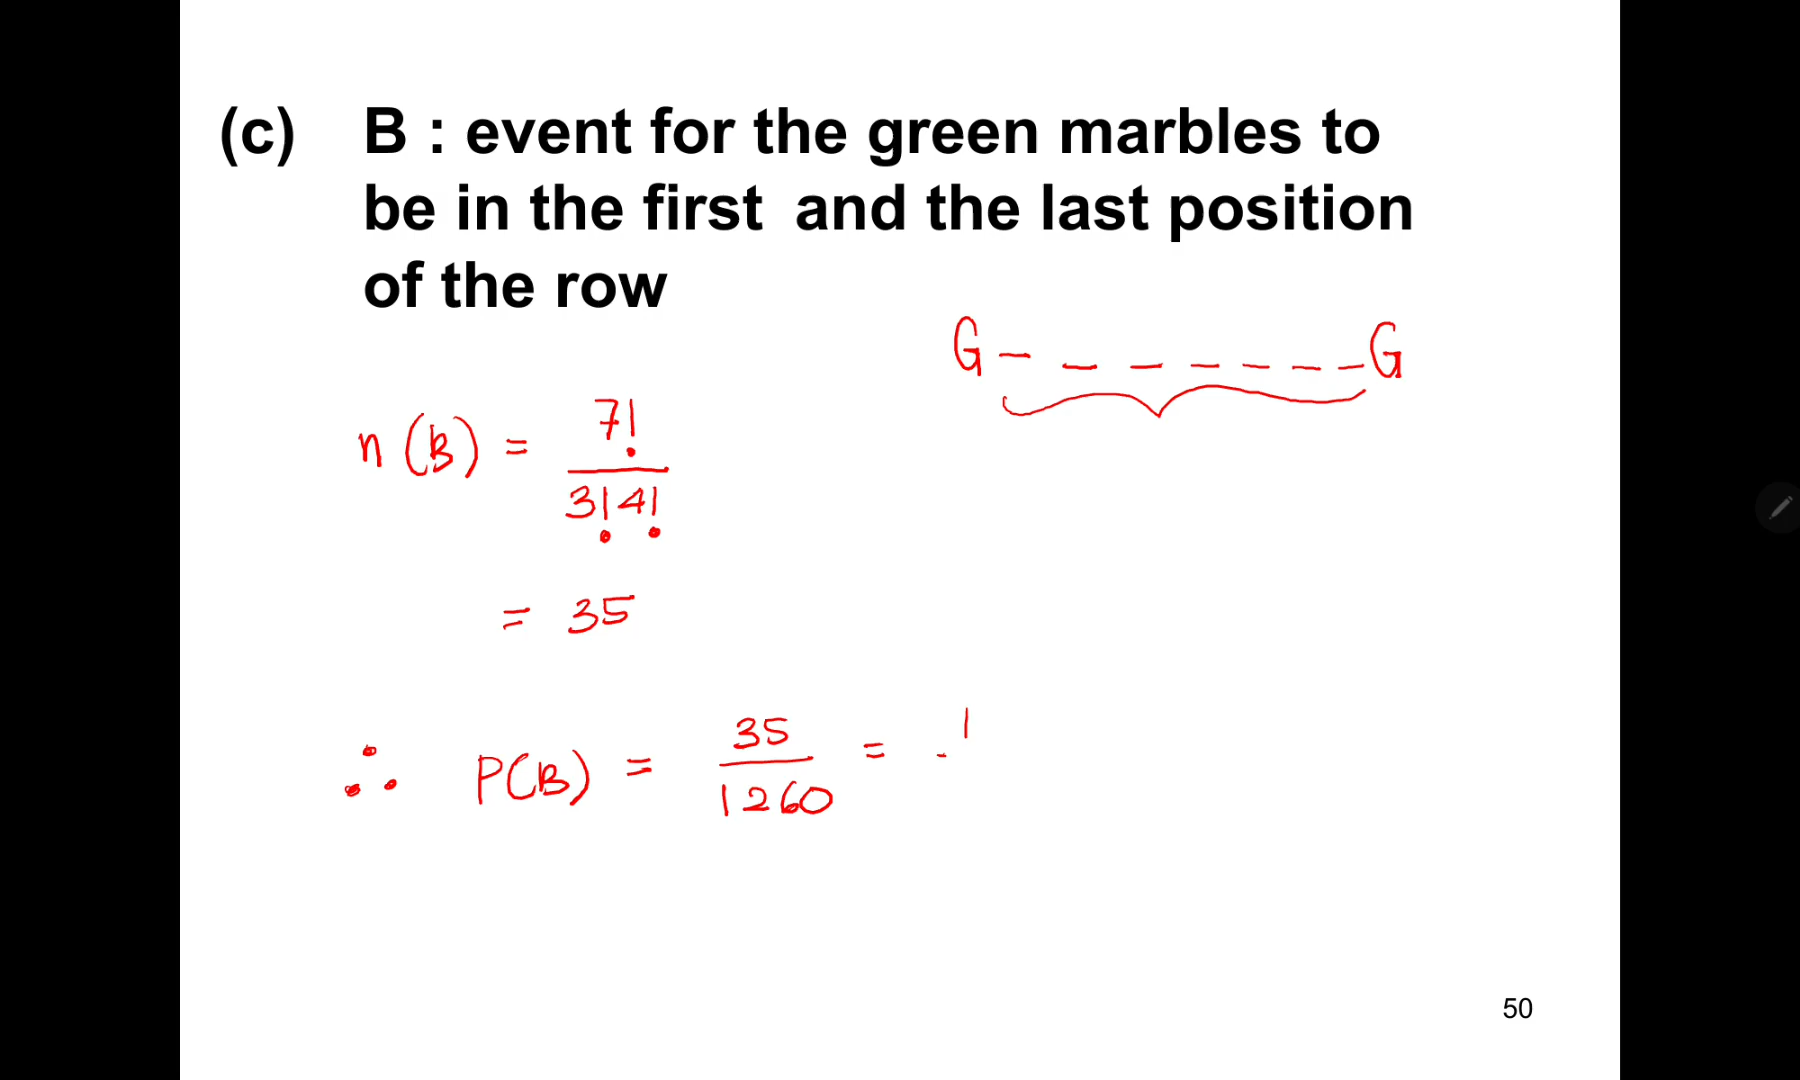 (c) B : event for the green marbles to
be in the first and the last position
of the row
G – – – – – – – G
n (B) = 7!
3! 4!
= 35
∴ P(B) = 35 = 1
1260
50